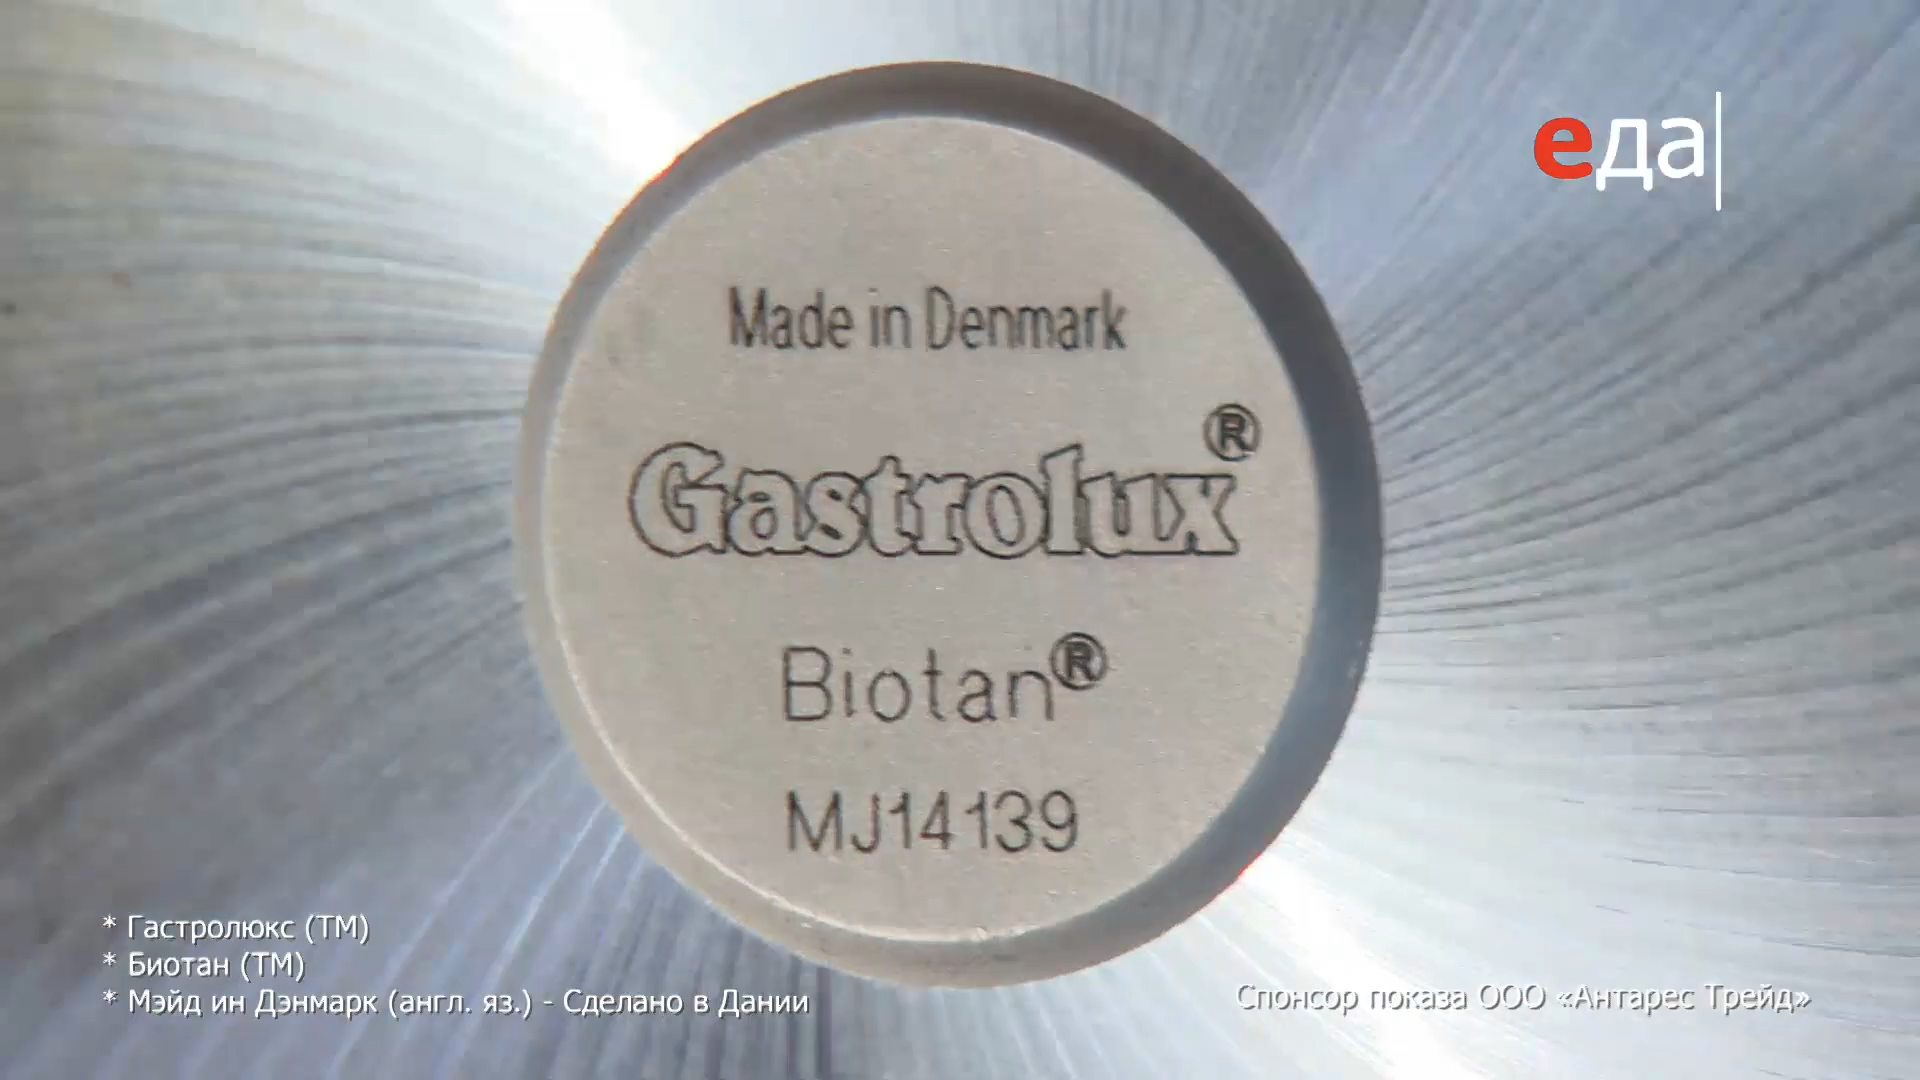 еда
Made in Denmark
Gastrolux®
Biotan®
MJ14139
* Гастролюкс (ТМ)
* Биотан (ТМ)
* Мэйд ин Дэнмарк (англ. яз.) - Сделано в Дании
Спонсор показа ООО «Антарес Трейд»